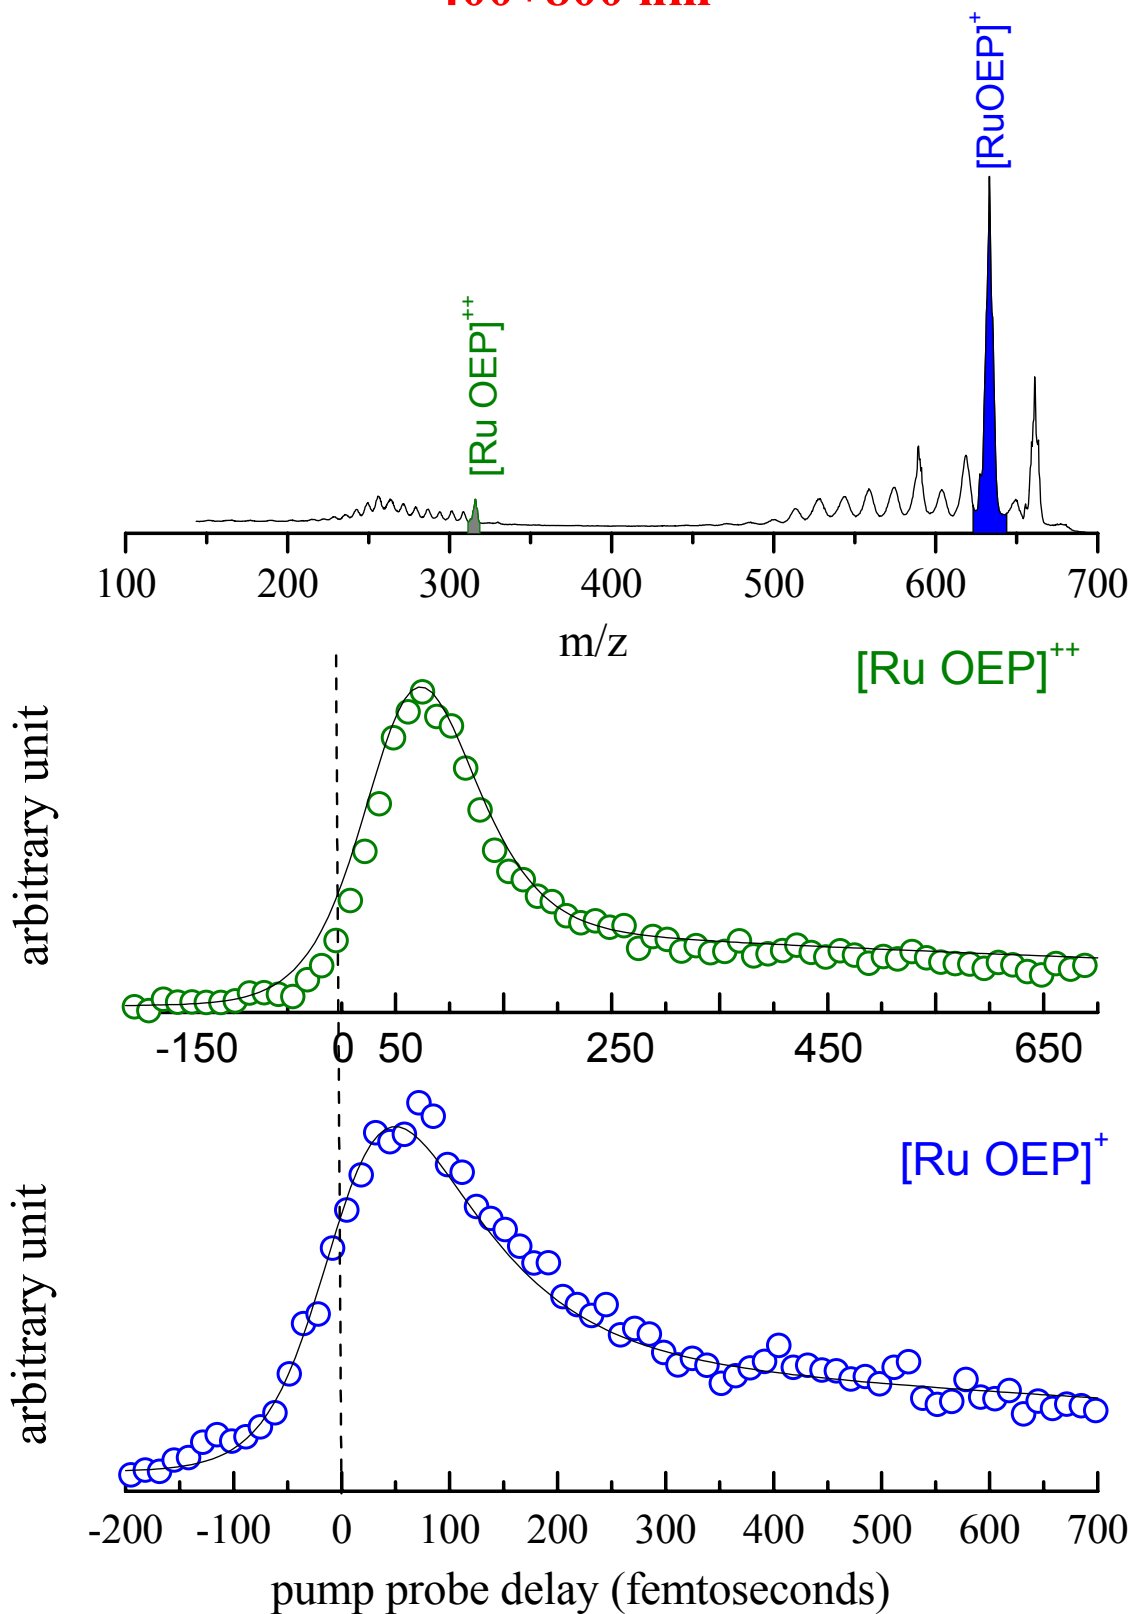 [RuOEP]+
[Ru OEP]++
100 200 300 400 500 600 700
m/z
[Ru OEP]++
arbitrary unit
-150 0 50 250 450 650
[Ru OEP]+
arbitrary unit
-200 -100 0 100 200 300 400 500 600 700
pump probe delay (femtoseconds)